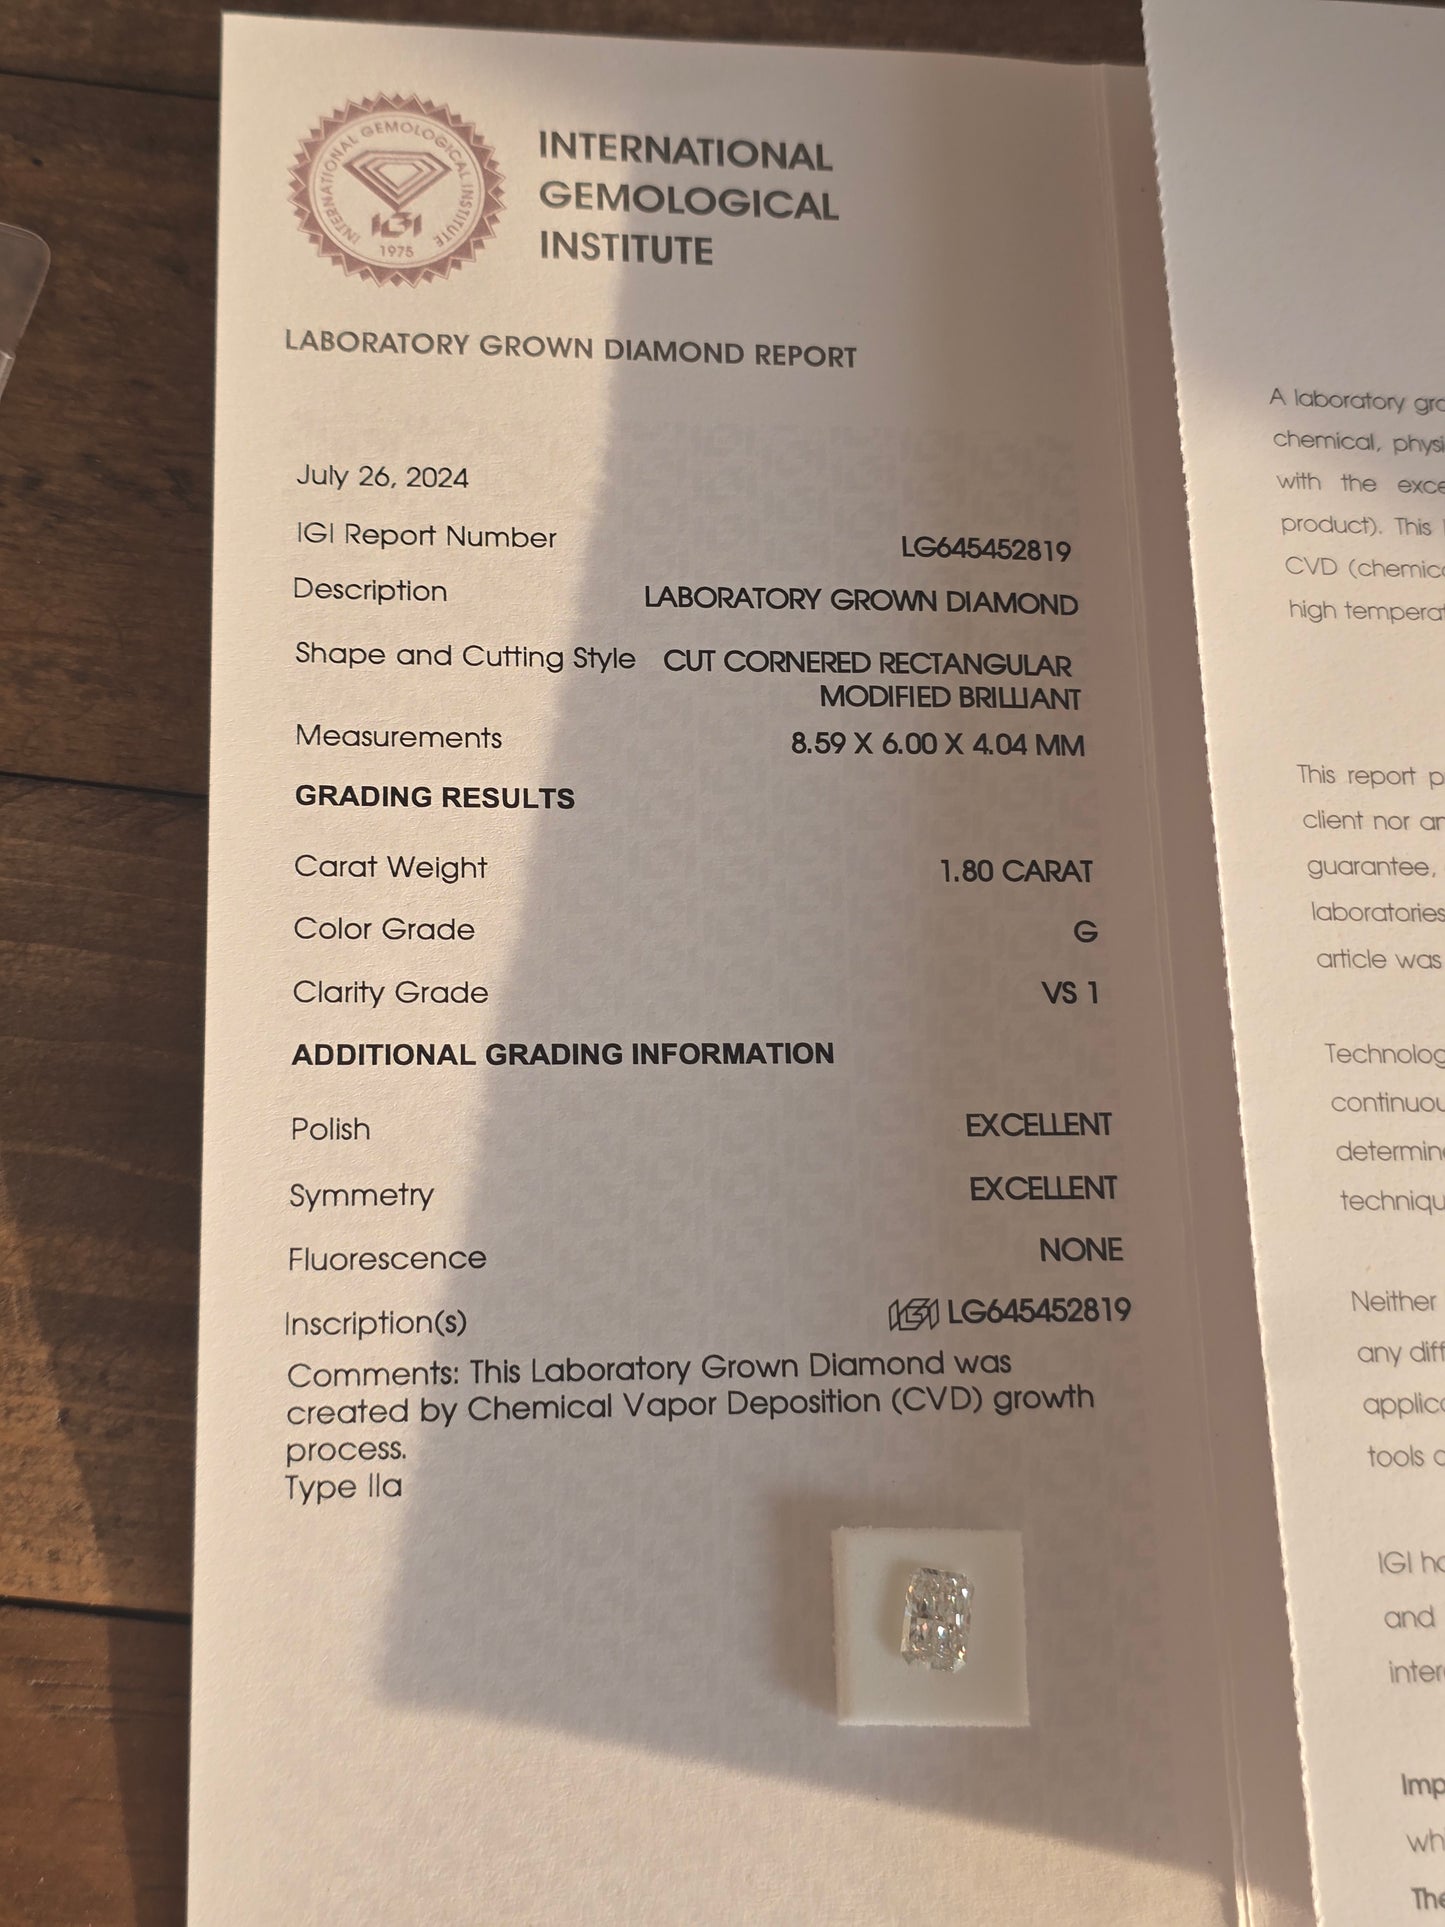 INTERNATIONAL GEMOLOGICAL INSTITUTE
IGI
1975
INTERNATIONAL
GEMOLOGICAL
INSTITUTE
LABORATORY GROWN DIAMOND REPORT
July 26, 2024
IGI Report Number LG645452819
Description LABORATORY GROWN DIAMOND
Shape and Cutting Style CUT CORNERED RECTANGULAR
MODIFIED BRILLIANT
Measurements 8.59 X 6.00 X 4.04 MM
GRADING RESULTS
Carat Weight 1.80 CARAT
Color Grade G
Clarity Grade VS 1
ADDITIONAL GRADING INFORMATION
Polish EXCELLENT
Symmetry EXCELLENT
Fluorescence NONE
Inscription(s) IGI LG645452819
Comments: This Laboratory Grown Diamond was
created by Chemical Vapor Deposition (CVD) growth
process.
Type IIa
A laboratory
chemical,
with the
product). This
CVD
high
This report
client nor
guarantee,
laboratories
article was
Neither
any
tools
IGI
and
The